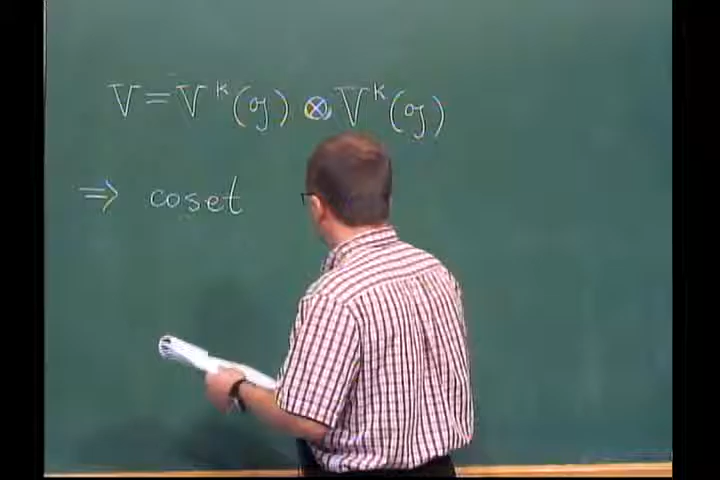 V = V^k(g) ⊗ V^k(g)
⇒ coset